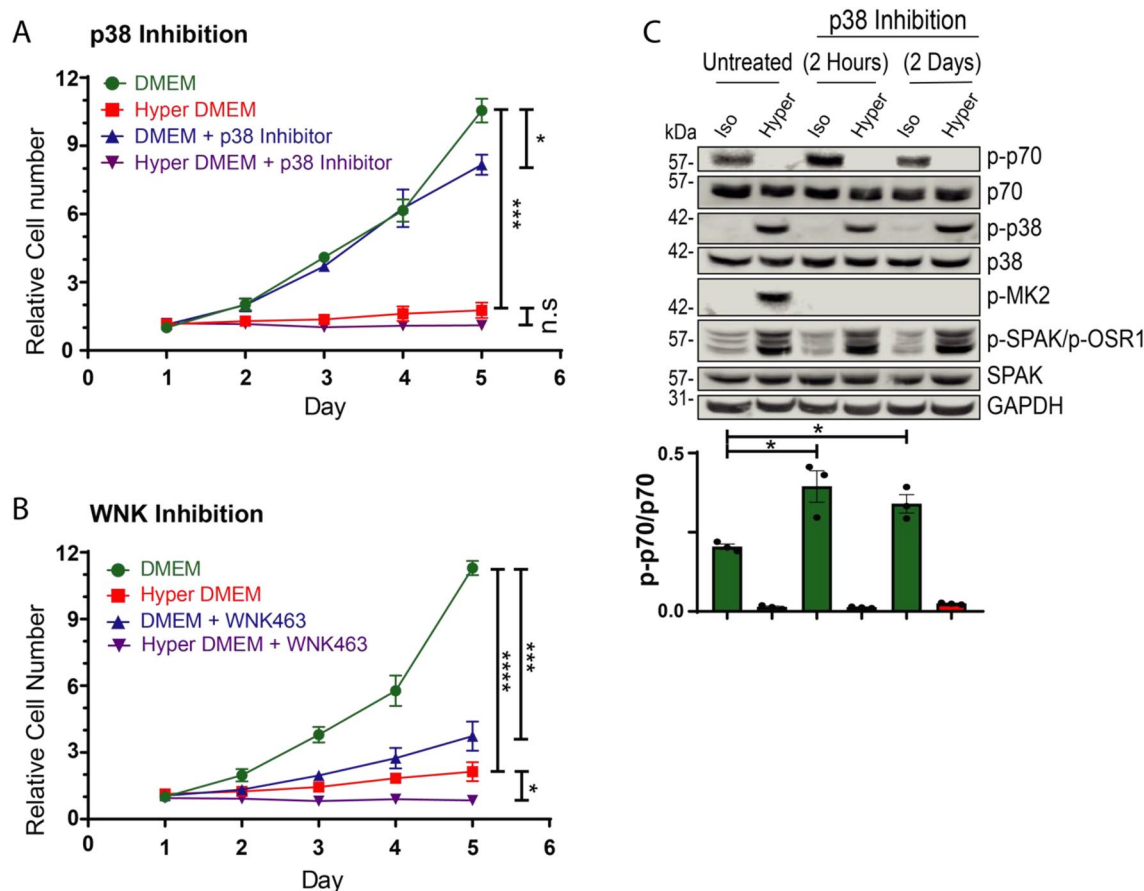 A
p38 Inhibition
12
9
6
3
0
Relative Cell number
DMEM
Hyper DMEM
DMEM + p38 Inhibitor
Hyper DMEM + p38 Inhibitor
*
***
n.s
0 1 2 3 4 5 6
Day
B
WNK Inhibition
12
9
6
3
0
Relative Cell Number
DMEM
Hyper DMEM
DMEM + WNK463
Hyper DMEM + WNK463
***
****
*
0 1 2 3 4 5 6
Day
C
p38 Inhibition
Untreated (2 Hours) (2 Days)
kDa Iso Hyper Iso Hyper Iso Hyper
57- p-p70
57- p70
42- p-p38
42- p38
42- p-MK2
57- p-SPAK/p-OSR1
57- SPAK
31- GAPDH
*
*
0.5
0.0
p-p70/p70